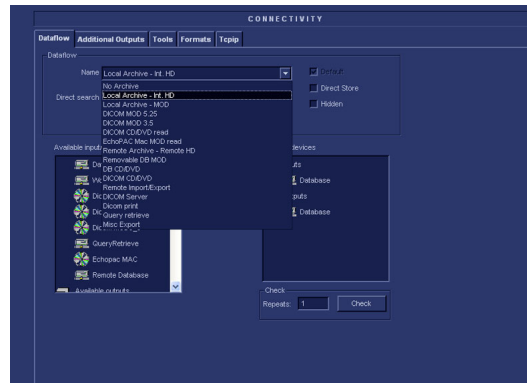 CONNECTIVITY
Dataflow Additional Outputs Tools Formats Tcpip
Dataflow
Name Local Archive - Int. HD Default
Direct Store
Hidden
Direct search
No Archive
Local Archive - Int. HD
Local Archive - MOD
DICOM MOD 5,25
DICOM MOD 3,5
DICOM CD/DVD read
EchoPAC Mac MOD read
Remote Archive - Remote HD
Removable DB MOD
DB CD/DVD
DICOM CD/DVD
Remote Import/Export
DICOM Server
Dicom print
Query retrieve
Misc Export
Available
QueryRetrieve
Echopac MAC
Remote Database
Available outputs
Database
Database
Check
Repeats: 1 Check